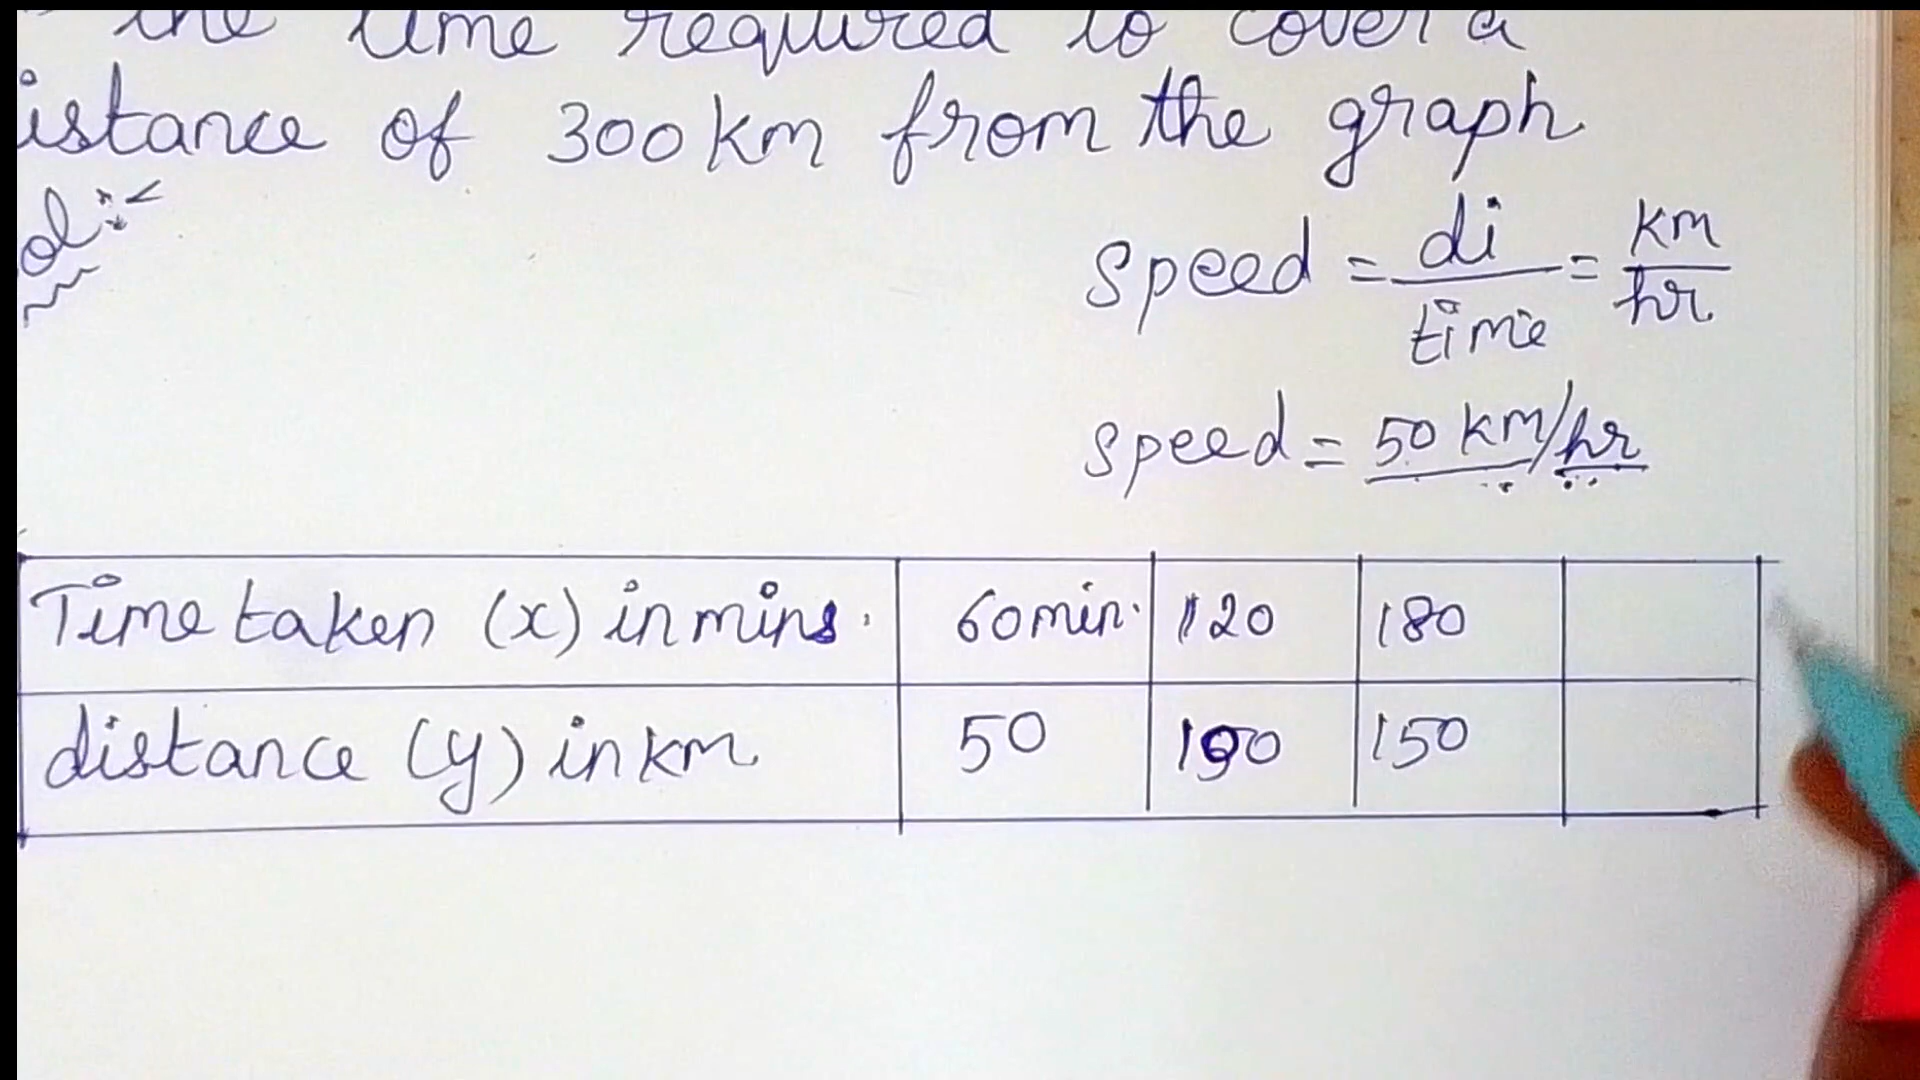 the time required to cover a
istance of 300 km from the graph
ol:-
speed = di/time = km/hr
speed = 50 km/hr
Time taken (x) in mins. 60 min. 120 180
distance (y) in km 50 100 150